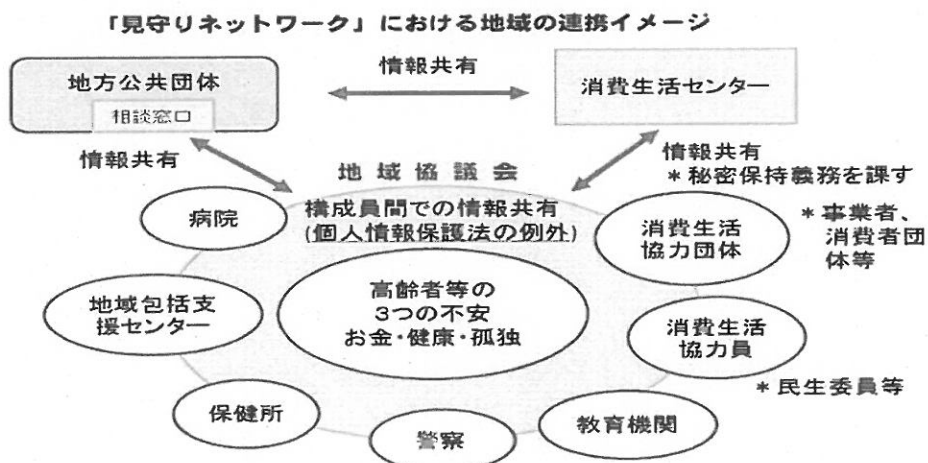 「見守りネットワーク」における地域の連携イメージ
地方公共団体
相談窓口
情報共有
消費生活センター
情報共有
情報共有
＊秘密保持義務を課す
地域協議会
構成員間での情報共有
(個人情報保護法の例外)
病院
消費生活
協力団体
＊事業者、
消費者団
体等
高齢者等の
3つの不安
お金・健康・孤独
地域包括支
援センター
消費生活
協力員
＊民生委員等
保健所
警察
教育機関